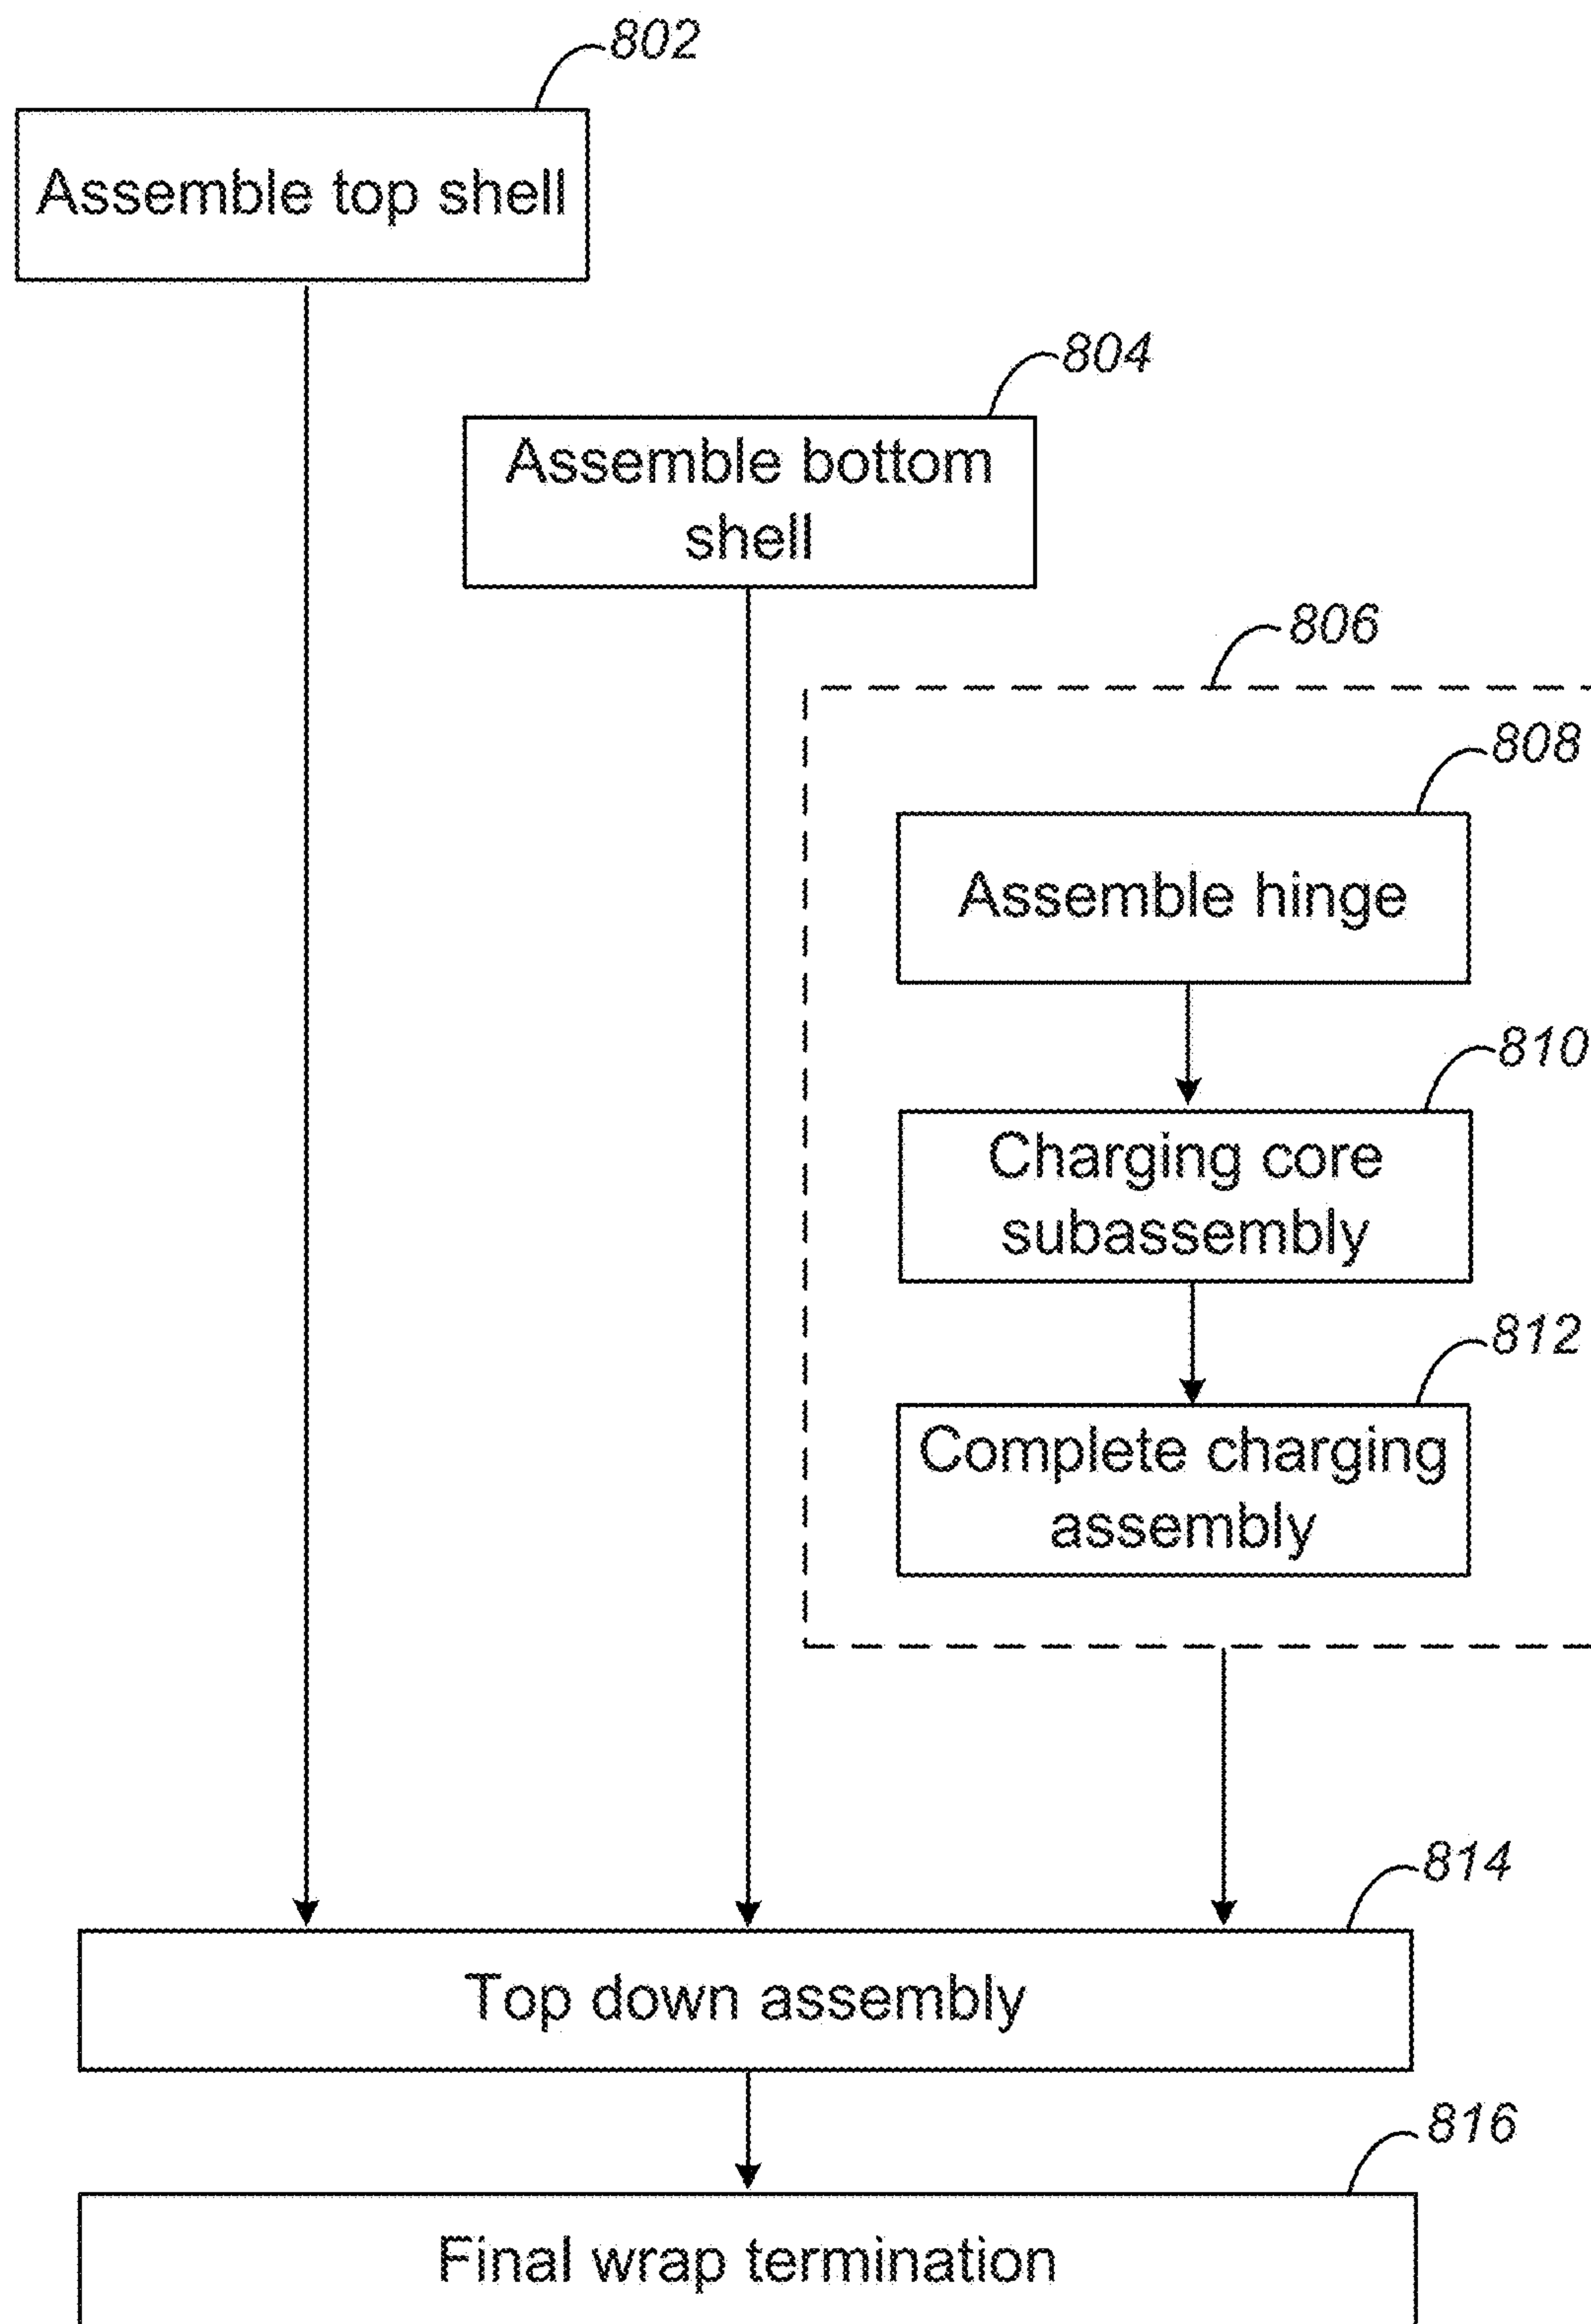 802
Assemble top shell
804
Assemble bottom
shell
806
808
Assemble hinge
810
Charging core
subassembly
812
Complete charging
assembly
814
Top down assembly
816
Final wrap termination